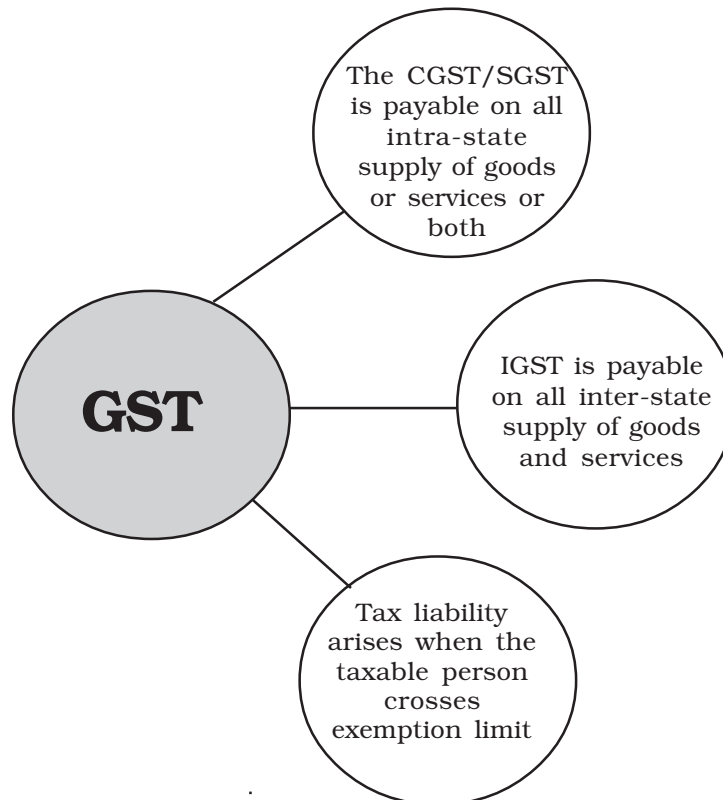 The CGST/SGST
is payable on all
intra-state
supply of goods
or services or
both
GST
IGST is payable
on all inter-state
supply of goods
and services
Tax liability
arises when the
taxable person
crosses
exemption limit